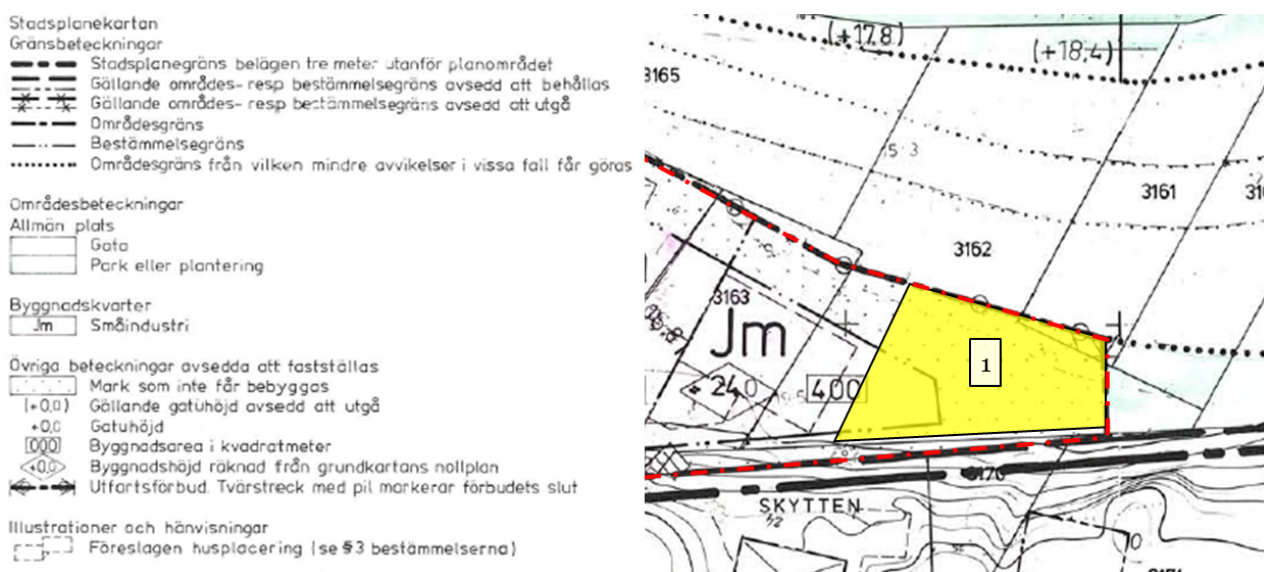 Stadsplanekartan
Gränsbeteckningar
Stadsplanegräns belägen tre meter utanför planområdet
Gällande områdes- resp bestämmelsegräns avsedd att behållas
Gällande områdes- resp bestämmelsegräns avsedd att utgå
Områdesgräns
Bestämmelsegräns
Områdesgräns från vilken mindre avvikelser i vissa fall får göras
Områdesbeteckningar
Allmän plats
Gata
Park eller plantering
Byggnadskvarter
Jm Småindustri
Övriga beteckningar avsedda att fastställas
Mark som inte får bebyggas
(+0,0) Gällande gatuhöjd avsedd att utgå
+0,0 Gatuhöjd
000 Byggnadsarea i kvadratmeter
+0,0 Byggnadshöjd räknad från grundkartans nollplan
Utfartsförbud. Tvärstreck med pil markerar förbudets slut
Illustrationer och hänvisningar
Föreslagen husplacering (se §3 bestämmelserna)
(+17,8)
(+18,4)
3165
3161
3162
3163
Jm
1
+24,0
400
SKYTTEN
1/2